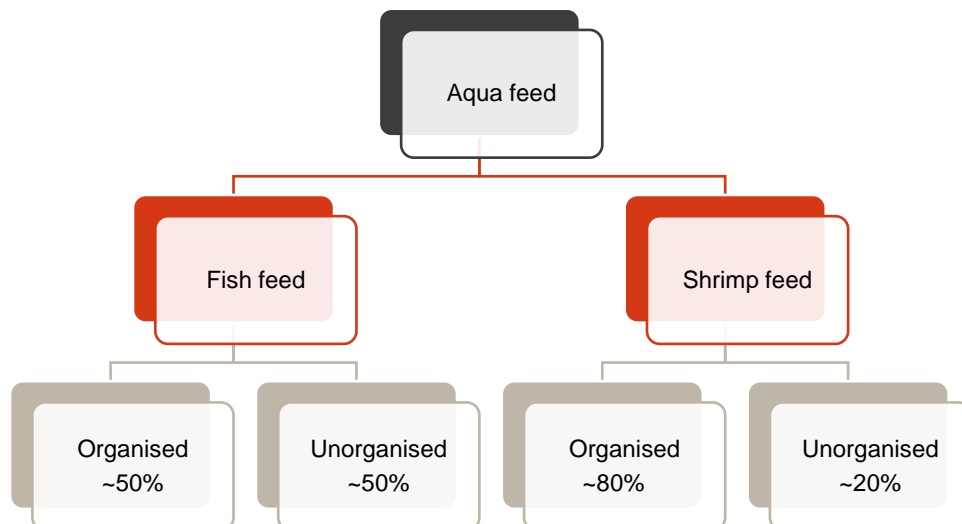 Aqua feed
Fish feed
Shrimp feed
Organised
~50%
Unorganised
~50%
Organised
~80%
Unorganised
~20%